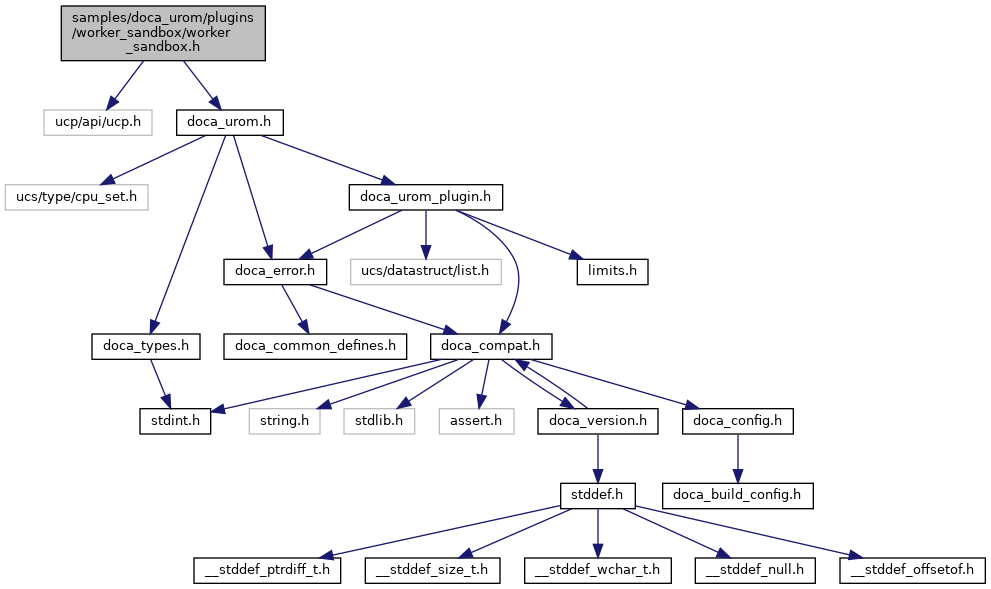 samples/doca_urom/plugins
/worker_sandbox/worker
_sandbox.h
ucp/api/ucp.h
doca_urom.h
ucs/type/cpu_set.h
doca_urom_plugin.h
doca_error.h
ucs/datastruct/list.h
limits.h
doca_types.h
doca_common_defines.h
doca_compat.h
stdint.h
string.h
stdlib.h
assert.h
doca_version.h
doca_config.h
stddef.h
doca_build_config.h
__stddef_ptrdiff_t.h
__stddef_size_t.h
__stddef_wchar_t.h
__stddef_null.h
__stddef_offsetof.h